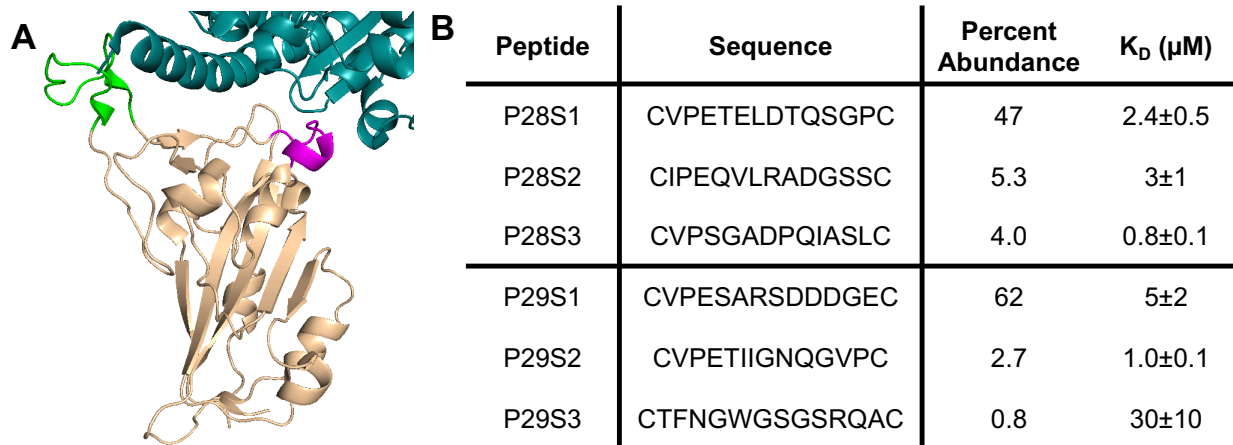 A
B
Peptide Sequence Percent Abundance K_D (µM)
P28S1 CVPETELDTQSGPC 47 2.4±0.5
P28S2 CIPEQVLRADGSSC 5.3 3±1
P28S3 CVPSGADPQIASLC 4.0 0.8±0.1
P29S1 CVPESARSDDDGEC 62 5±2
P29S2 CVPETIIGNQGVPC 2.7 1.0±0.1
P29S3 CTFNGWGSGSRQAC 0.8 30±10